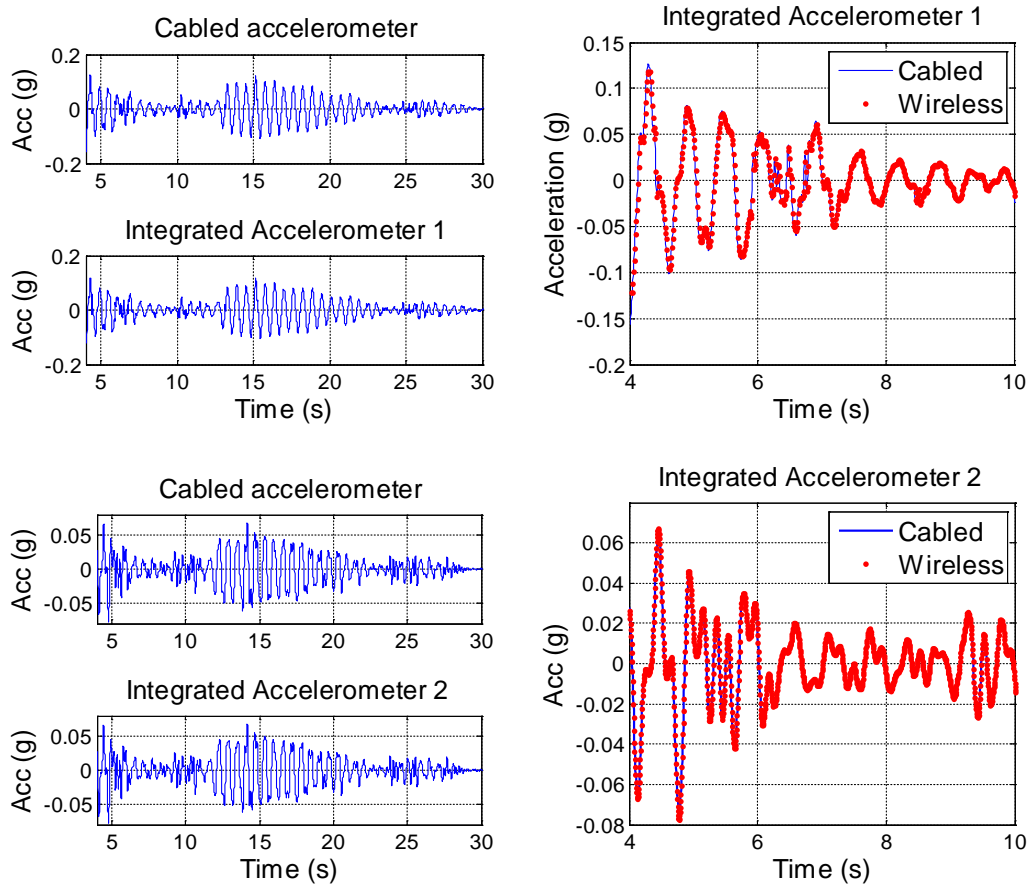 Cabled accelerometer
0.2
0
-0.2
Acc (g)
5 10 15 20 25 30
Integrated Accelerometer 1
0.2
0
-0.2
Acc (g)
5 10 15 20 25 30
Time (s)
Integrated Accelerometer 1
0.15
0.1
0.05
0
-0.05
-0.1
-0.15
-0.2
Acceleration (g)
Cabled
Wireless
4 6 8 10
Time (s)
Cabled accelerometer
0.05
0
-0.05
Acc (g)
5 10 15 20 25 30
Integrated Accelerometer 2
0.05
0
-0.05
Acc (g)
5 10 15 20 25 30
Time (s)
Integrated Accelerometer 2
0.06
0.04
0.02
0
-0.02
-0.04
-0.06
-0.08
Acc (g)
Cabled
Wireless
4 6 8 10
Time (s)